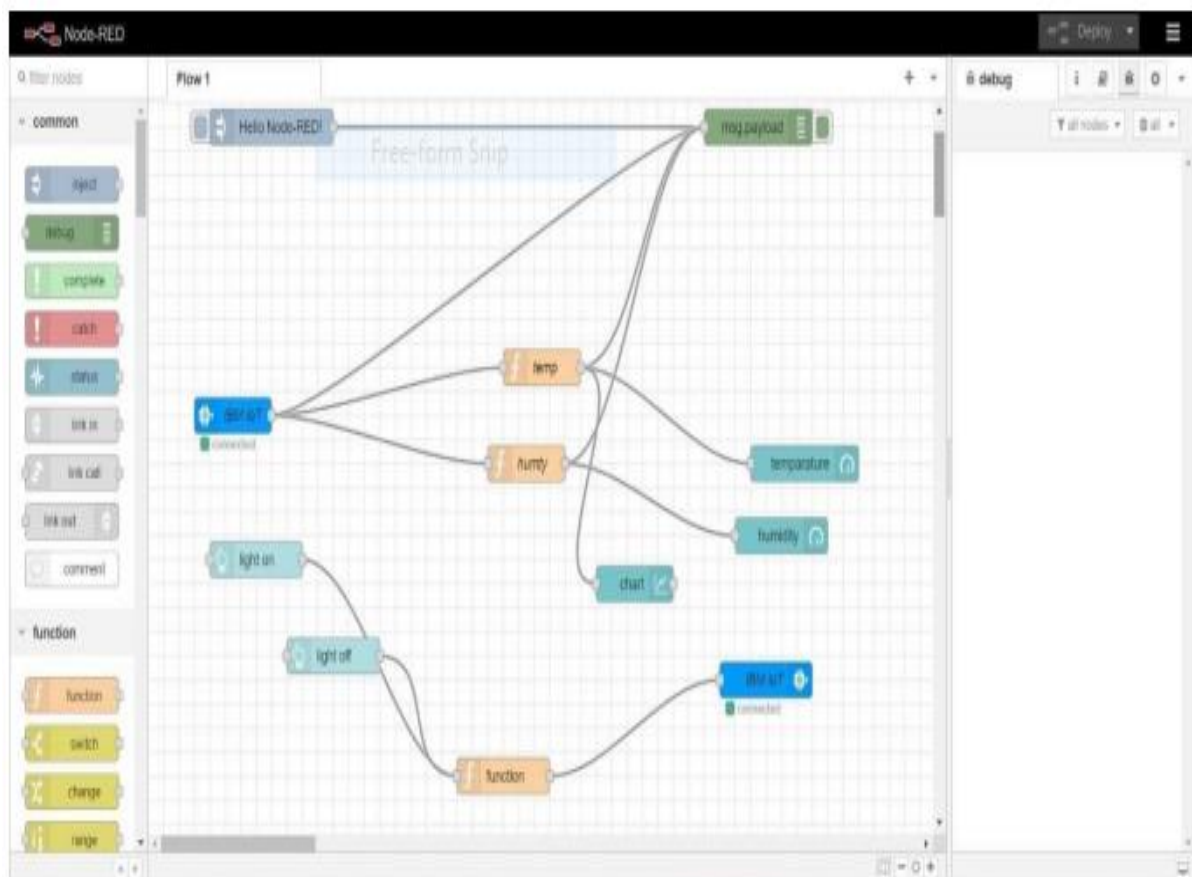 Node-RED
Deploy
filter nodes
Flow 1
debug
common
all nodes
all
inject
debug
complete
catch
status
link in
link call
link out
comment
function
function
switch
change
range
Hello Node-RED!
msg.payload
Free-form Snip
temp
IBM IoT
connected
humty
temparature
humidity
light on
chart
light off
IBM IoT
connected
function